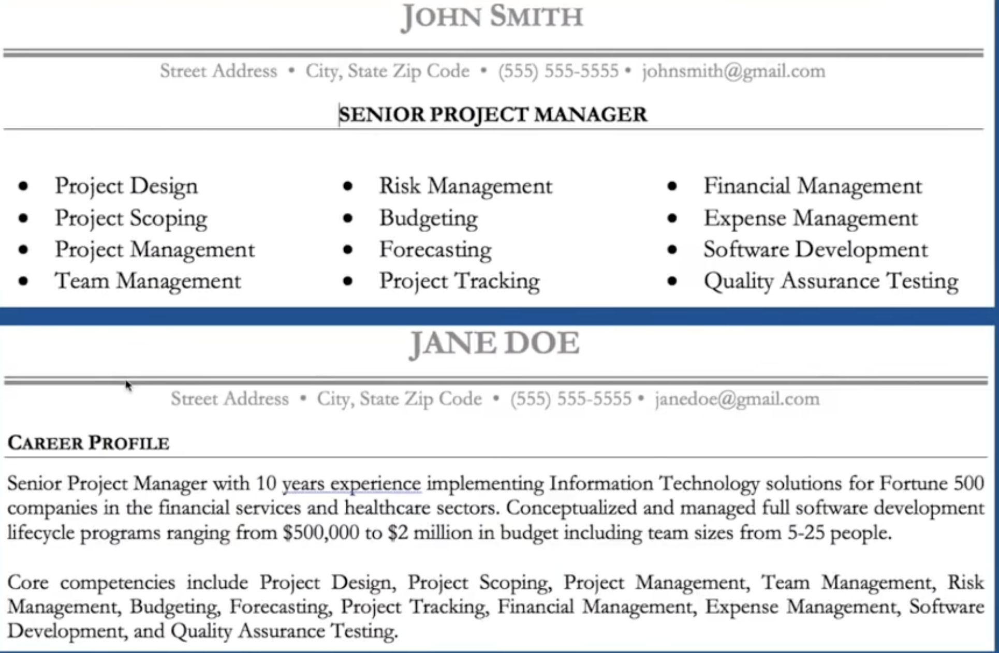 JOHN SMITH
Street Address • City, State Zip Code • (555) 555-5555 • johnsmith@gmail.com
SENIOR PROJECT MANAGER
• Project Design
• Project Scoping
• Project Management
• Team Management
• Risk Management
• Budgeting
• Forecasting
• Project Tracking
• Financial Management
• Expense Management
• Software Development
• Quality Assurance Testing
JANE DOE
Street Address • City, State Zip Code • (555) 555-5555 • janedoe@gmail.com
CAREER PROFILE
Senior Project Manager with 10 years experience implementing Information Technology solutions for Fortune 500
companies in the financial services and healthcare sectors. Conceptualized and managed full software development
lifecycle programs ranging from $500,000 to $2 million in budget including team sizes from 5-25 people.
Core competencies include Project Design, Project Scoping, Project Management, Team Management, Risk
Management, Budgeting, Forecasting, Project Tracking, Financial Management, Expense Management, Software
Development, and Quality Assurance Testing.